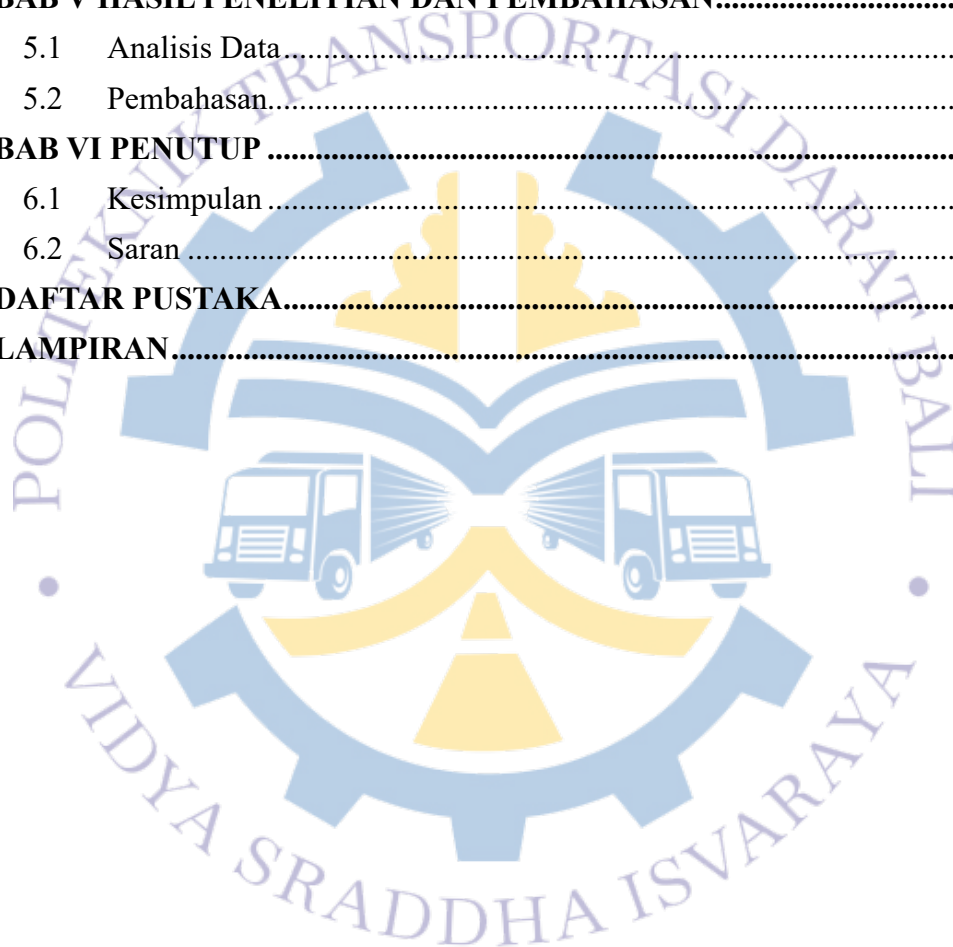 BAB V HASIL PENELITIAN DAN PEMBAHASAN..............................
5.1 Analisis Data....................................................................................
5.2 Pembahasan.....................................................................................
BAB VI PENUTUP ....................................................................................
6.1 Kesimpulan .....................................................................................
6.2 Saran ...............................................................................................
DAFTAR PUSTAKA..................................................................................
LAMPIRAN................................................................................................
POLITEKNIK TRANSPORTASI DARAT BALI
• VIDYA SRADDHA ISVARAYA •